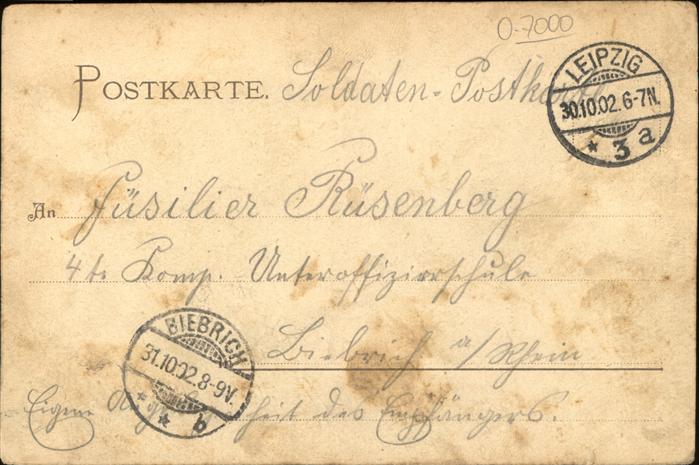 0-7000
POSTKARTE. Soldaten-Postkarte
LEIPZIG
30.10.02.6-7N.
* 3 a
An Füsilier Rüsenberg
4te Komp. Unteroffizierschule
Biebrich a/Rhein
BIEBRICH
31.10.02.8-9V.
* * b
Eigene Angelegenheit des Empfängers.